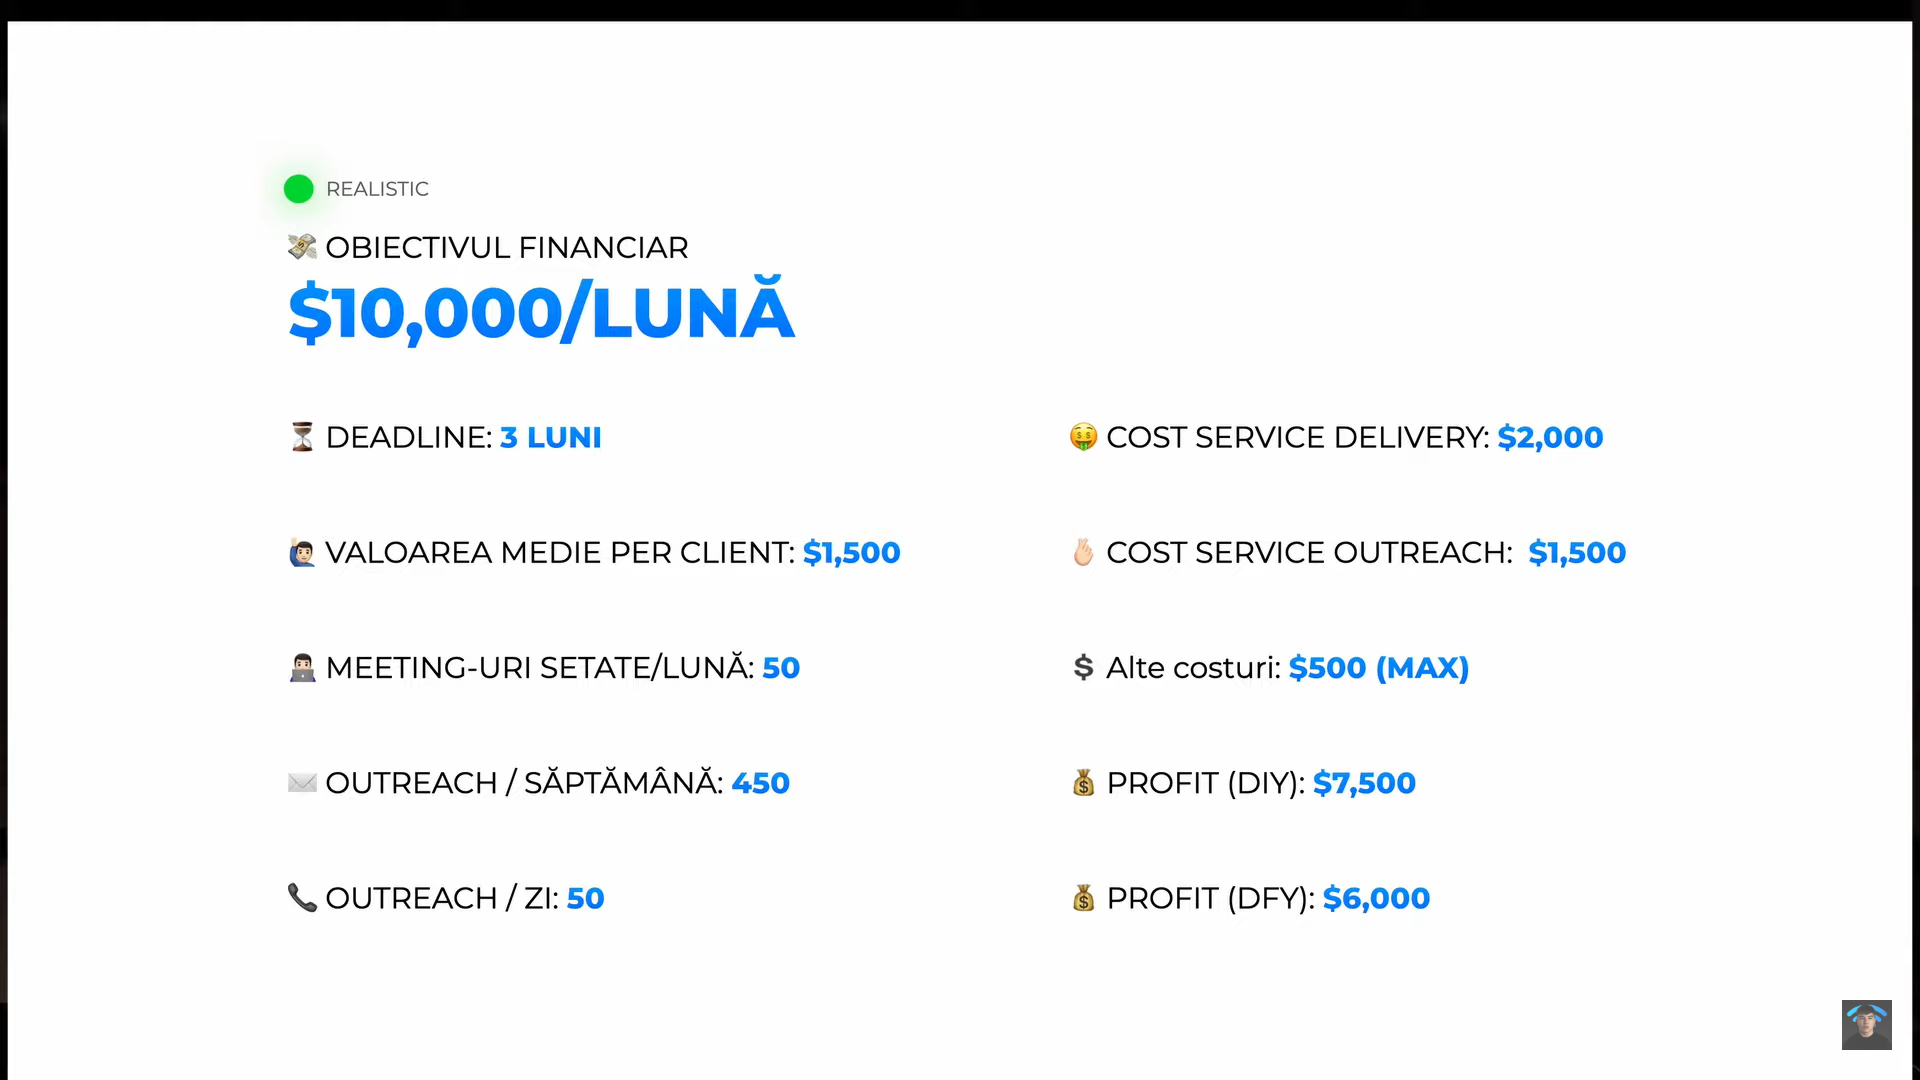 REALISTIC
💸 OBIECTIVUL FINANCIAR
$10,000/LUNĂ
⏳ DEADLINE: 3 LUNI
🙋🏻‍♂️ VALOAREA MEDIE PER CLIENT: $1,500
👨🏻‍💻 MEETING-URI SETATE/LUNĂ: 50
✉️ OUTREACH / SĂPTĂMÂNĂ: 450
📞 OUTREACH / ZI: 50
🤑 COST SERVICE DELIVERY: $2,000
🫰🏻 COST SERVICE OUTREACH: $1,500
💲 Alte costuri: $500 (MAX)
💰 PROFIT (DIY): $7,500
💰 PROFIT (DFY): $6,000